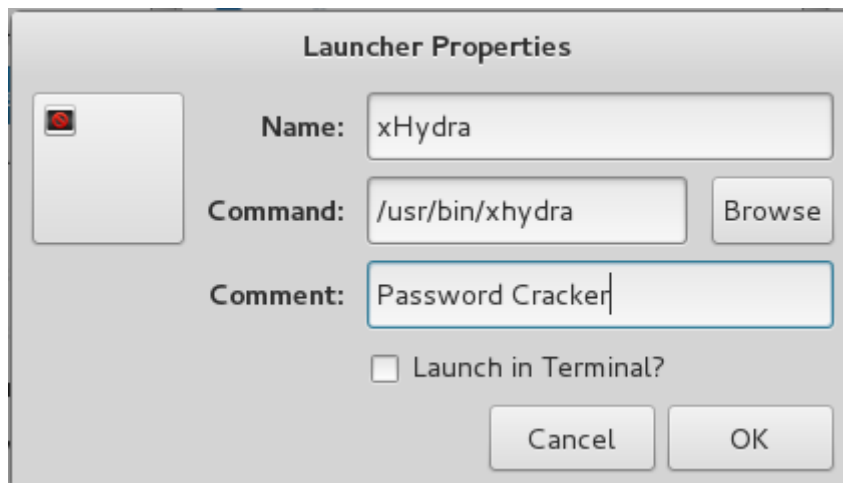 Launcher Properties
Name: xHydra
Command: /usr/bin/xhydra Browse
Comment: Password Cracker
Launch in Terminal?
Cancel OK